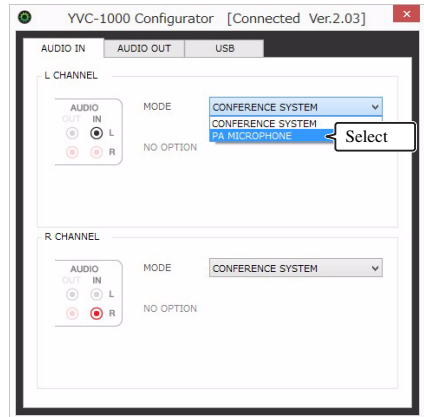 YVC-1000 Configurator [Connected Ver.2.03] ×
AUDIO IN AUDIO OUT USB
L CHANNEL
AUDIO
OUT IN
L
R
MODE CONFERENCE SYSTEM
CONFERENCE SYSTEM
PA MICROPHONE
Select
NO OPTION
R CHANNEL
AUDIO
OUT IN
L
R
MODE CONFERENCE SYSTEM
NO OPTION